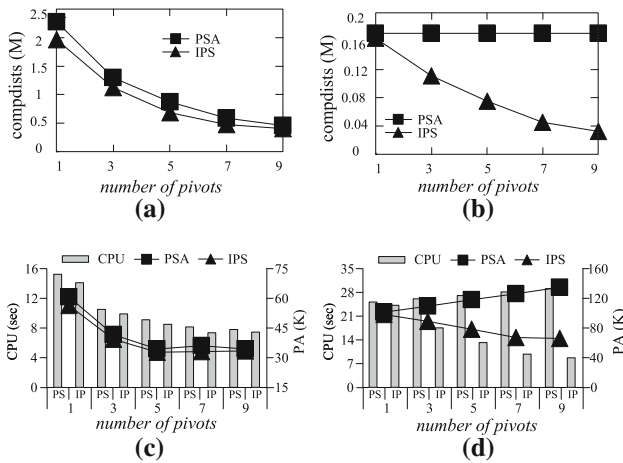 compdists (M)
2.5
2
1.5
1
0.5
0
PSA
IPS
1 3 5 7 9
number of pivots
(a)
compdists (M)
0.2
0.16
0.12
0.08
0.04
0
PSA
IPS
1 3 5 7 9
number of pivots
(b)
CPU PSA IPS
CPU (sec)
16
12
8
4
0
PA (K)
75
60
45
30
15
PS IP PS IP PS IP PS IP PS IP
1 3 5 7 9
number of pivots
(c)
CPU PSA IPS
CPU (sec)
35
28
21
14
7
0
PA (K)
160
120
80
40
0
PS IP PS IP PS IP PS IP PS IP
1 3 5 7 9
number of pivots
(d)